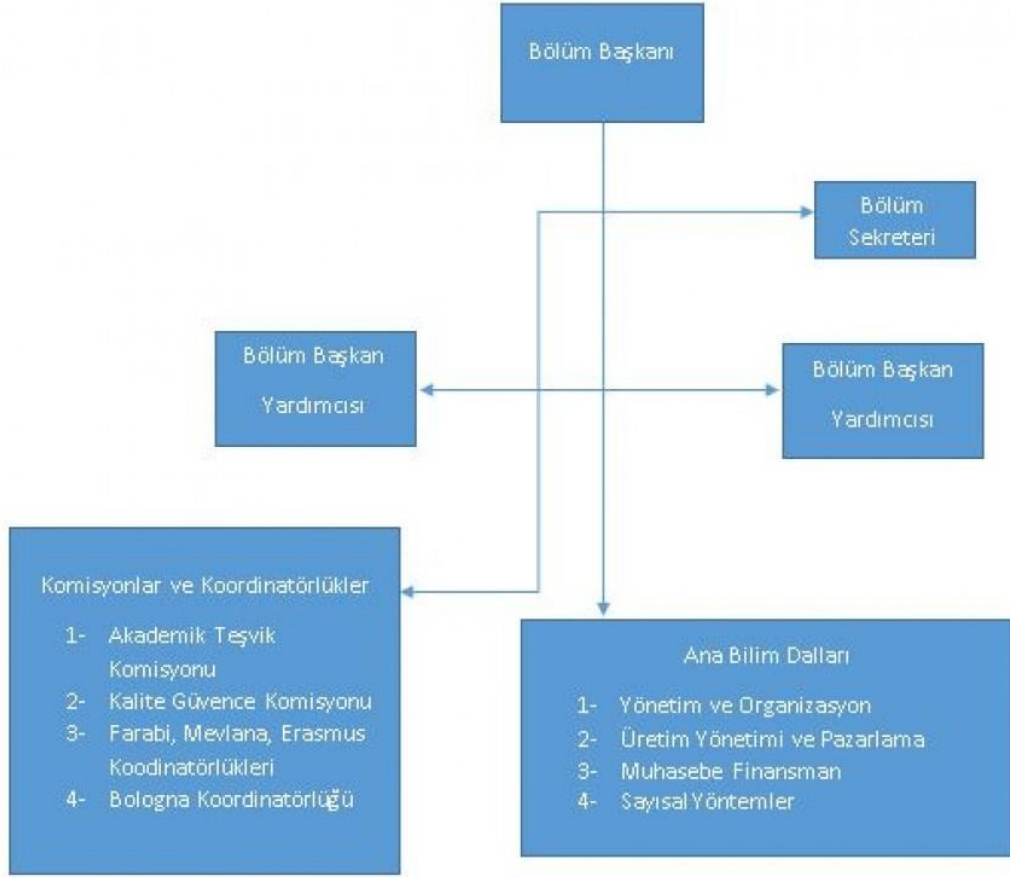 Bölüm Başkanı
Bölüm
Sekreteri
Bölüm Başkan
Yardımcısı
Bölüm Başkan
Yardımcısı
Komisyonlar ve Koordinatörlükler
1- Akademik Teşvik
Komisyonu
2- Kalite Güvence Komisyonu
3- Farabi, Mevlana, Erasmus
Koodinatörlükleri
4- Bologna Koordinatörlüğü
Ana Bilim Dalları
1- Yönetim ve Organizasyon
2- Üretim Yönetimi ve Pazarlama
3- Muhasebe Finansman
4- Sayısal Yöntemler